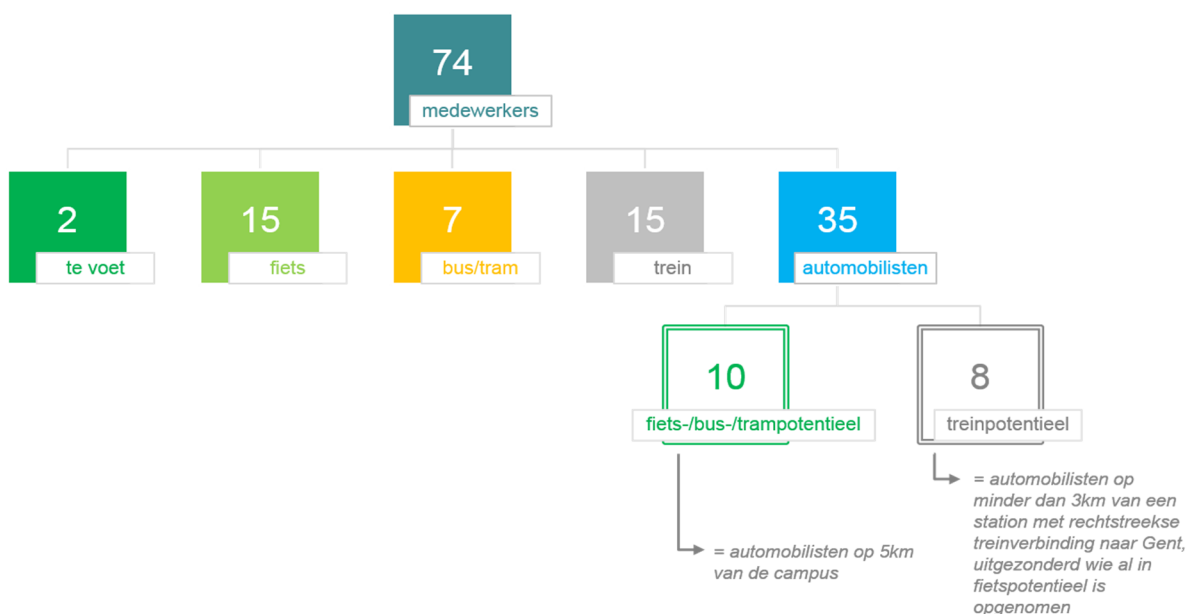 74
medewerkers
2
te voet
15
fiets
7
bus/tram
15
trein
35
automobilisten
10
fiets-/bus-/trampotentieel
8
treinpotentieel
= automobilisten op 5km
van de campus
= automobilisten op
minder dan 3km van een
station met rechtstreekse
treinverbinding naar Gent,
uitgezonderd wie al in
fietspotentieel is
opgenomen